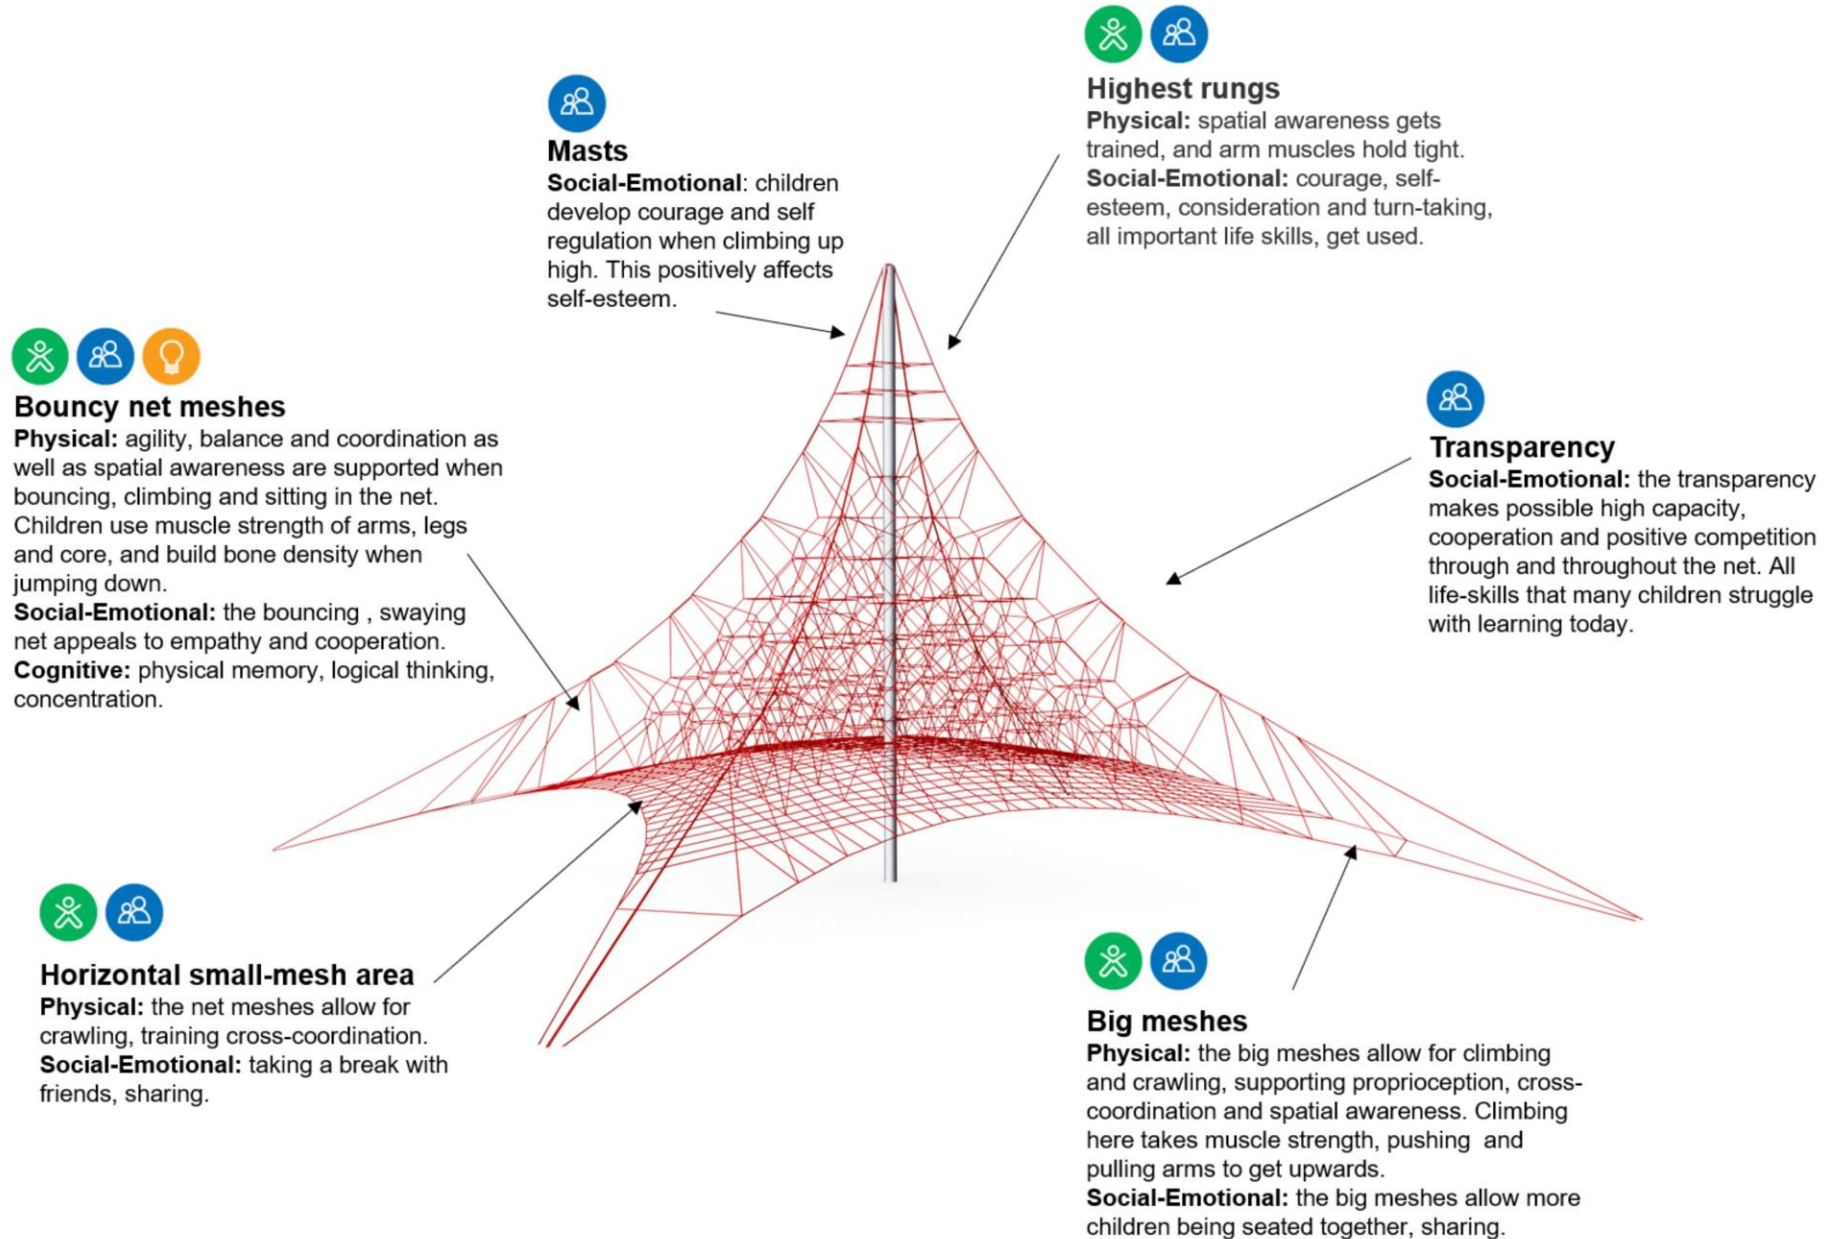 Masts
Social-Emotional: children
develop courage and self
regulation when climbing up
high. This positively affects
self-esteem.
Highest rungs
Physical: spatial awareness gets
trained, and arm muscles hold tight.
Social-Emotional: courage, self-
esteem, consideration and turn-taking,
all important life skills, get used.
Bouncy net meshes
Physical: agility, balance and coordination as
well as spatial awareness are supported when
bouncing, climbing and sitting in the net.
Children use muscle strength of arms, legs
and core, and build bone density when
jumping down.
Social-Emotional: the bouncing , swaying
net appeals to empathy and cooperation.
Cognitive: physical memory, logical thinking,
concentration.
Transparency
Social-Emotional: the transparency
makes possible high capacity,
cooperation and positive competition
through and throughout the net. All
life-skills that many children struggle
with learning today.
Horizontal small-mesh area
Physical: the net meshes allow for
crawling, training cross-coordination.
Social-Emotional: taking a break with
friends, sharing.
Big meshes
Physical: the big meshes allow for climbing
and crawling, supporting proprioception, cross-
coordination and spatial awareness. Climbing
here takes muscle strength, pushing  and
pulling arms to get upwards.
Social-Emotional: the big meshes allow more
children being seated together, sharing.